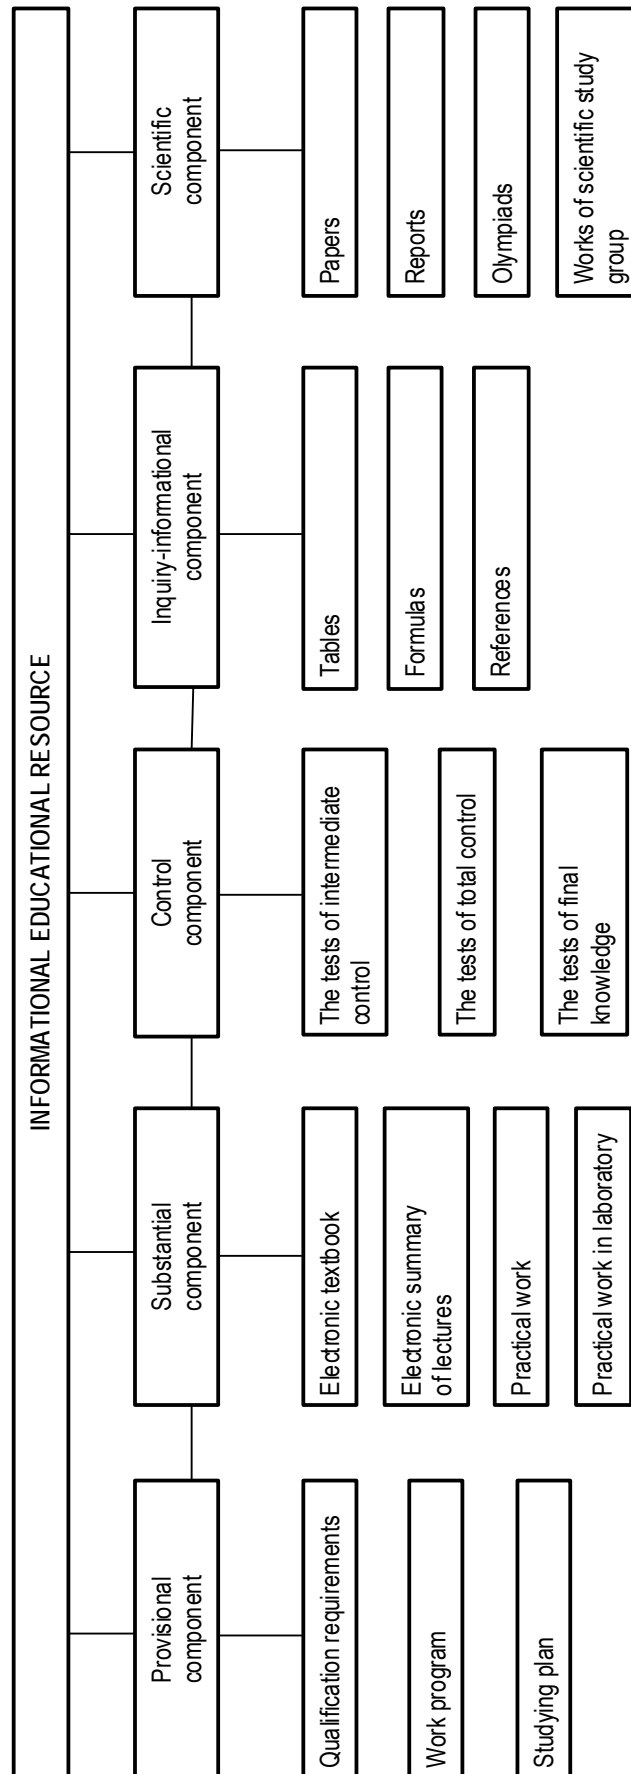 INFORMATIONAL EDUCATIONAL RESOURCE
Provisional
component
Qualification requirements
Work program
Studying plan
Substantial
component
Electronic textbook
Electronic summary
of lectures
Practical work
Practical work in laboratory
Control
component
The tests of intermediate
control
The tests of total control
The tests of final
knowledge
Inquiry-informational
component
Tables
Formulas
References
Scientific
component
Papers
Reports
Olympiads
Works of scientific study
group